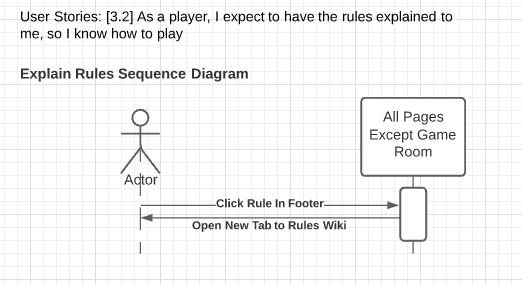 User Stories: [3.2] As a player, I expect to have the rules explained to
me, so I know how to play
Explain Rules Sequence Diagram
All Pages
Except Game
Room
Actor
Click Rule In Footer
Open New Tab to Rules Wiki